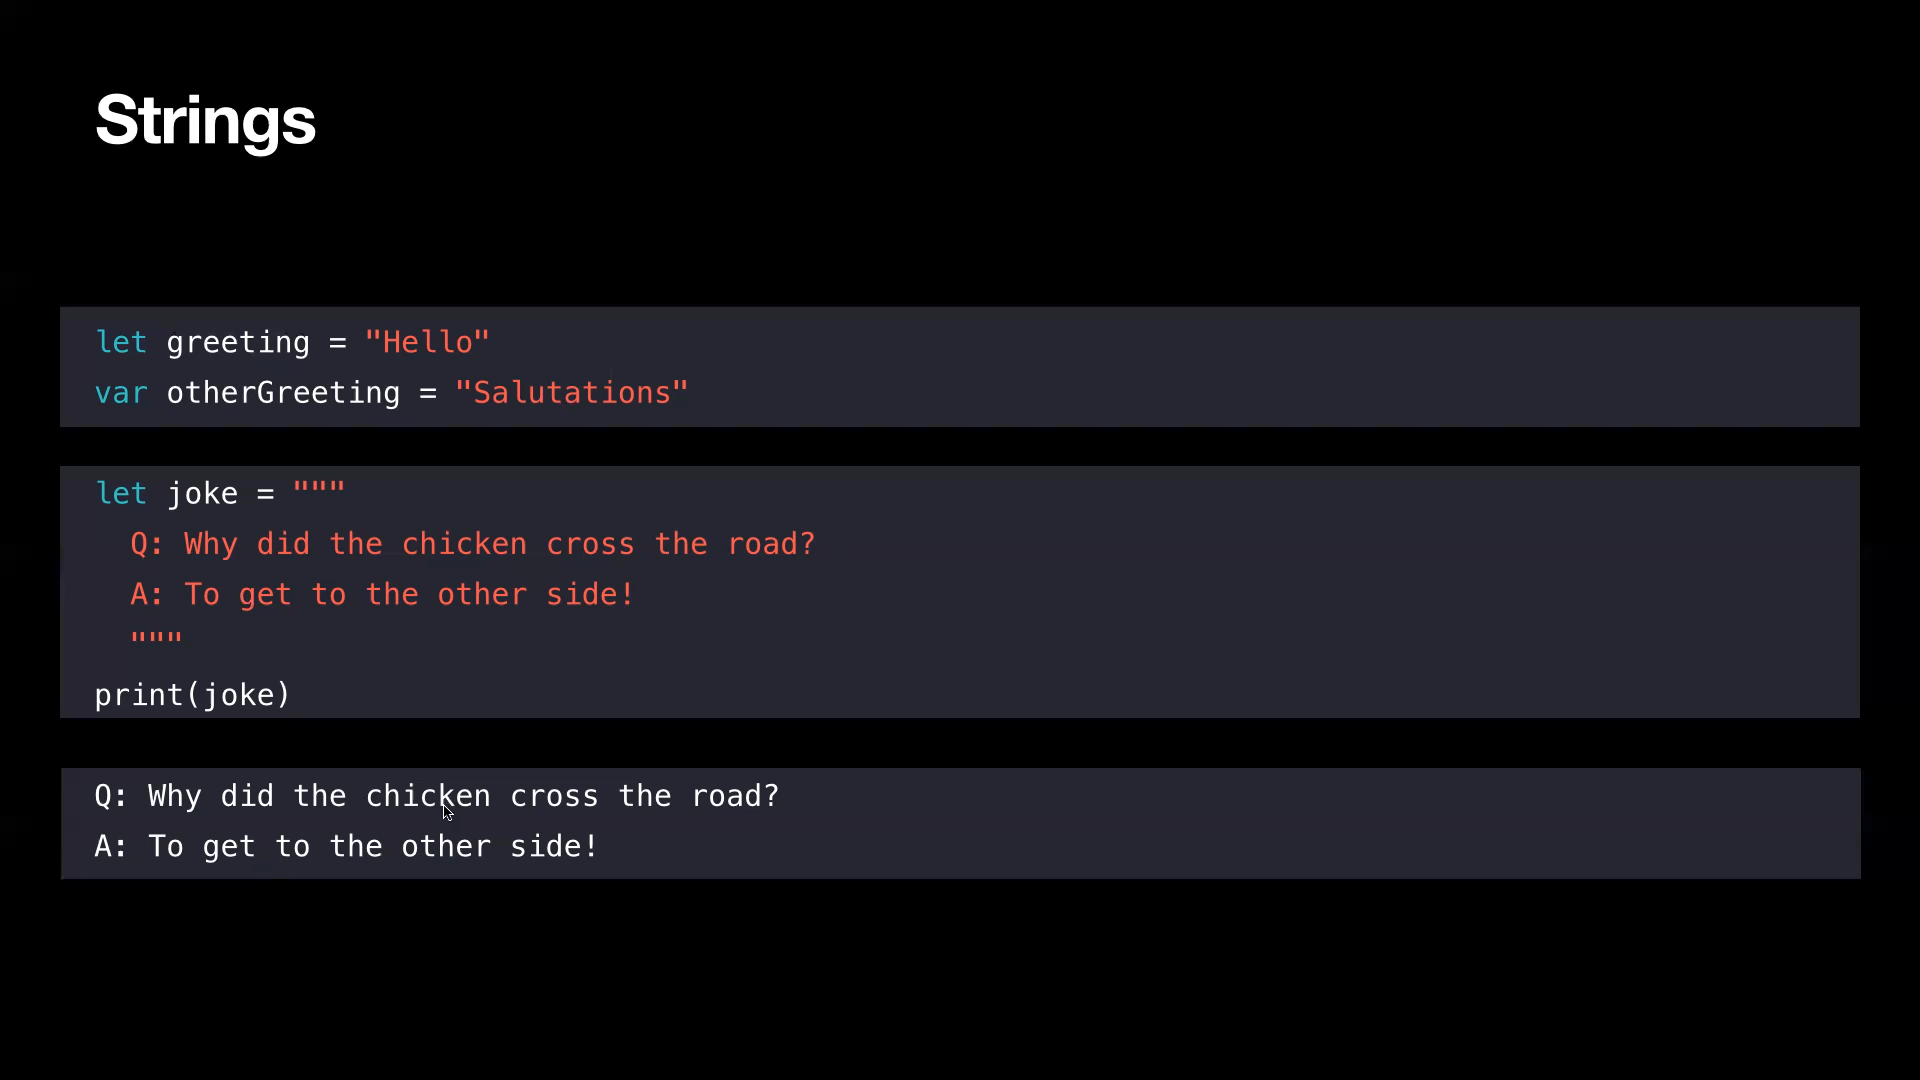 Strings
let greeting = "Hello"
var otherGreeting = "Salutations"
let joke = """
Q: Why did the chicken cross the road?
A: To get to the other side!
"""
print(joke)
Q: Why did the chicken cross the road?
A: To get to the other side!